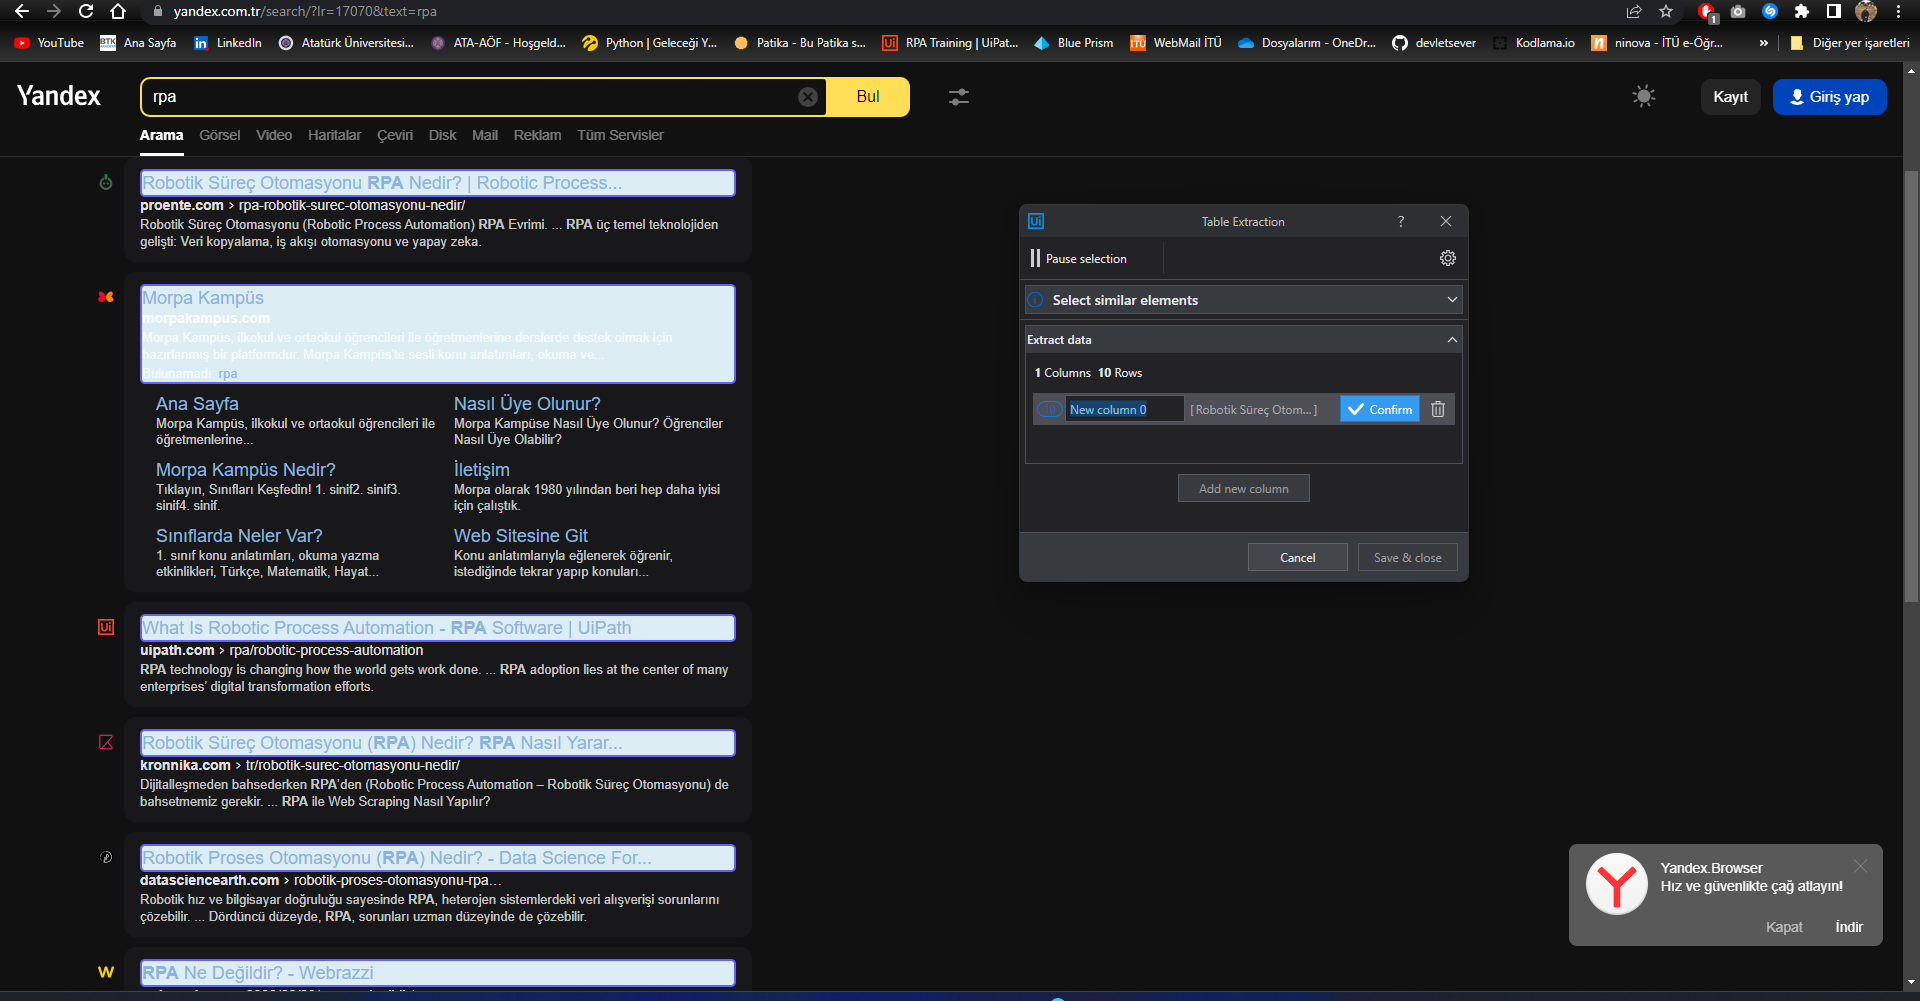 yandex.com.tr/search/?lr=17070&text=rpa
1
YouTube
BTK Ana Sayfa
LinkedIn
Atatürk Üniversitesi...
ATA-AÖF - Hoşgeld...
Python | Geleceği Y...
Patika - Bu Patika s...
Ui RPA Training | UiPat...
Blue Prism
İTÜ WebMail İTÜ
Dosyalarım - OneDr...
devletsever
Kodlama.io
n ninova - İTÜ e-Öğr...
»
Diğer yer işaretleri
Yandex
rpa
Bul
Kayıt
Giriş yap
Arama Görsel Video Haritalar Çeviri Disk Mail Reklam Tüm Servisler
Robotik Süreç Otomasyonu RPA Nedir? | Robotic Process...
proente.com › rpa-robotik-surec-otomasyonu-nedir/
Robotik Süreç Otomasyonu (Robotic Process Automation) RPA Evrimi. ... RPA üç temel teknolojiden
gelişti: Veri kopyalama, iş akışı otomasyonu ve yapay zeka.
Morpa Kampüs
morpakampus.com
Morpa Kampüs, ilkokul ve ortaokul öğrencileri ile öğretmenlerine derslerde destek olmak için
hazırlanmış bir platformdur. Morpa Kampüs'te sesli konu anlatımları, okuma ve...
Bulunamadı: rpa
Ana Sayfa
Morpa Kampüs, ilkokul ve ortaokul öğrencileri ile
öğretmenlerine...
Nasıl Üye Olunur?
Morpa Kampüse Nasıl Üye Olunur? Öğrenciler
Nasıl Üye Olabilir?
Morpa Kampüs Nedir?
Tıklayın, Sınıfları Keşfedin! 1. sinif2. sinif3.
sinif4. sinif.
İletişim
Morpa olarak 1980 yılından beri hep daha iyisi
için çalıştık.
Sınıflarda Neler Var?
1. sınıf konu anlatımları, okuma yazma
etkinlikleri, Türkçe, Matematik, Hayat...
Web Sitesine Git
Konu anlatımlarıyla eğlenerek öğrenir,
istediğinde tekrar yapıp konuları...
Ui
What Is Robotic Process Automation - RPA Software | UiPath
uipath.com › rpa/robotic-process-automation
RPA technology is changing how the world gets work done. ... RPA adoption lies at the center of many
enterprises' digital transformation efforts.
Robotik Süreç Otomasyonu (RPA) Nedir? RPA Nasıl Yarar...
kronnika.com › tr/robotik-surec-otomasyonu-nedir/
Dijitalleşmeden bahsederken RPA'den (Robotic Process Automation – Robotik Süreç Otomasyonu) de
bahsetmemiz gerekir. ... RPA ile Web Scraping Nasıl Yapılır?
Robotik Proses Otomasyonu (RPA) Nedir? - Data Science For...
datasciencearth.com › robotik-proses-otomasyonu-rpa...
Robotik hız ve bilgisayar doğruluğu sayesinde RPA, heterojen sistemlerdeki veri alışverişi sorunlarını
çözebilir. ... Dördüncü düzeyde, RPA, sorunları uzman düzeyinde de çözebilir.
W
RPA Ne Değildir? - Webrazzi
Ui
Table Extraction
?
Pause selection
Select similar elements
Extract data
1 Columns 10 Rows
New column 0
[ Robotik Süreç Otom... ]
Confirm
Add new column
Cancel
Save & close
Y
Yandex.Browser
Hız ve güvenlikte çağ atlayın!
Kapat
İndir